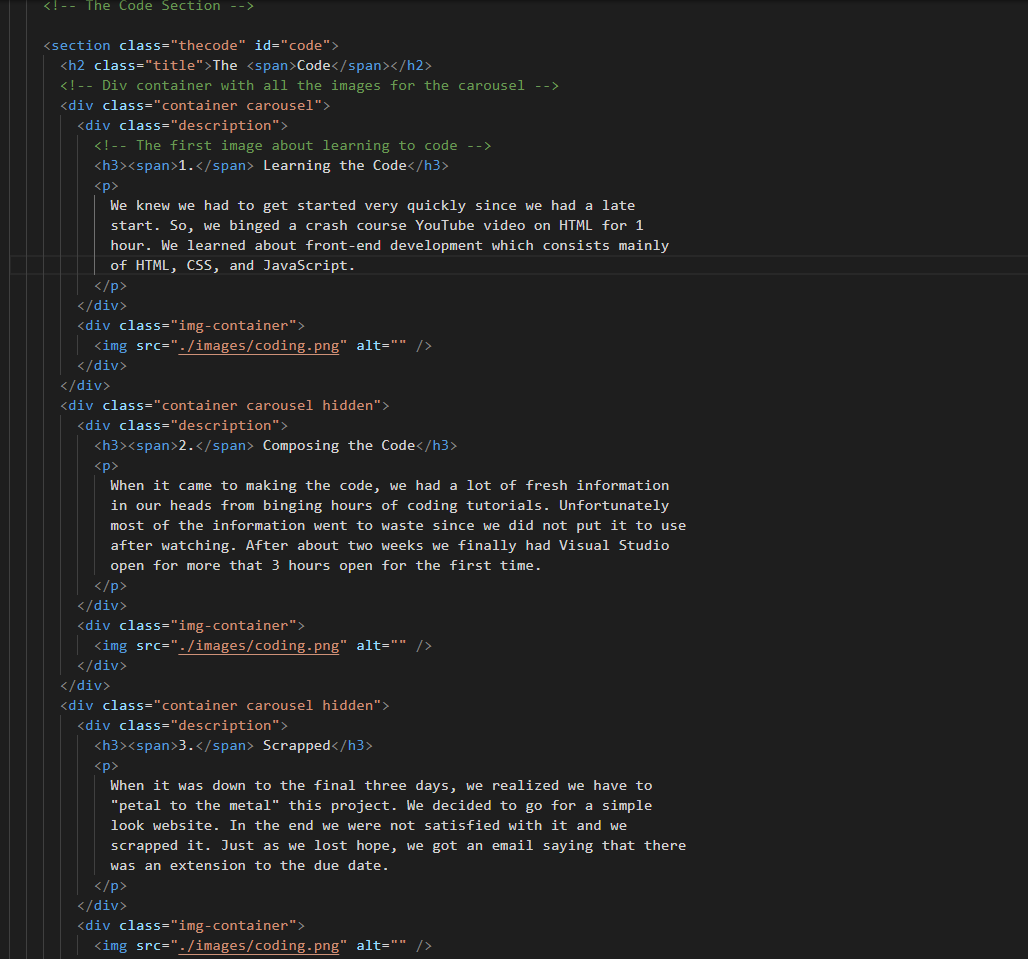 <!-- The Code Section -->
<section class="thecode" id="code">
<h2 class="title">The <span>Code</span></h2>
<!-- Div container with all the images for the carousel -->
<div class="container carousel">
<div class="description">
<!-- The first image about learning to code -->
<h3><span>1.</span> Learning the Code</h3>
<p>
We knew we had to get started very quickly since we had a late
start. So, we binged a crash course YouTube video on HTML for 1
hour. We learned about front-end development which consists mainly
of HTML, CSS, and JavaScript.
</p>
</div>
<div class="img-container">
<img src="./images/coding.png" alt="" />
</div>
</div>
<div class="container carousel hidden">
<div class="description">
<h3><span>2.</span> Composing the Code</h3>
<p>
When it came to making the code, we had a lot of fresh information
in our heads from binging hours of coding tutorials. Unfortunately
most of the information went to waste since we did not put it to use
after watching. After about two weeks we finally had Visual Studio
open for more that 3 hours open for the first time.
</p>
</div>
<div class="img-container">
<img src="./images/coding.png" alt="" />
</div>
</div>
<div class="container carousel hidden">
<div class="description">
<h3><span>3.</span> Scrapped</h3>
<p>
When it was down to the final three days, we realized we have to
"petal to the metal" this project. We decided to go for a simple
look website. In the end we were not satisfied with it and we
scrapped it. Just as we lost hope, we got an email saying that there
was an extension to the due date.
</p>
</div>
<div class="img-container">
<img src="./images/coding.png" alt="" />